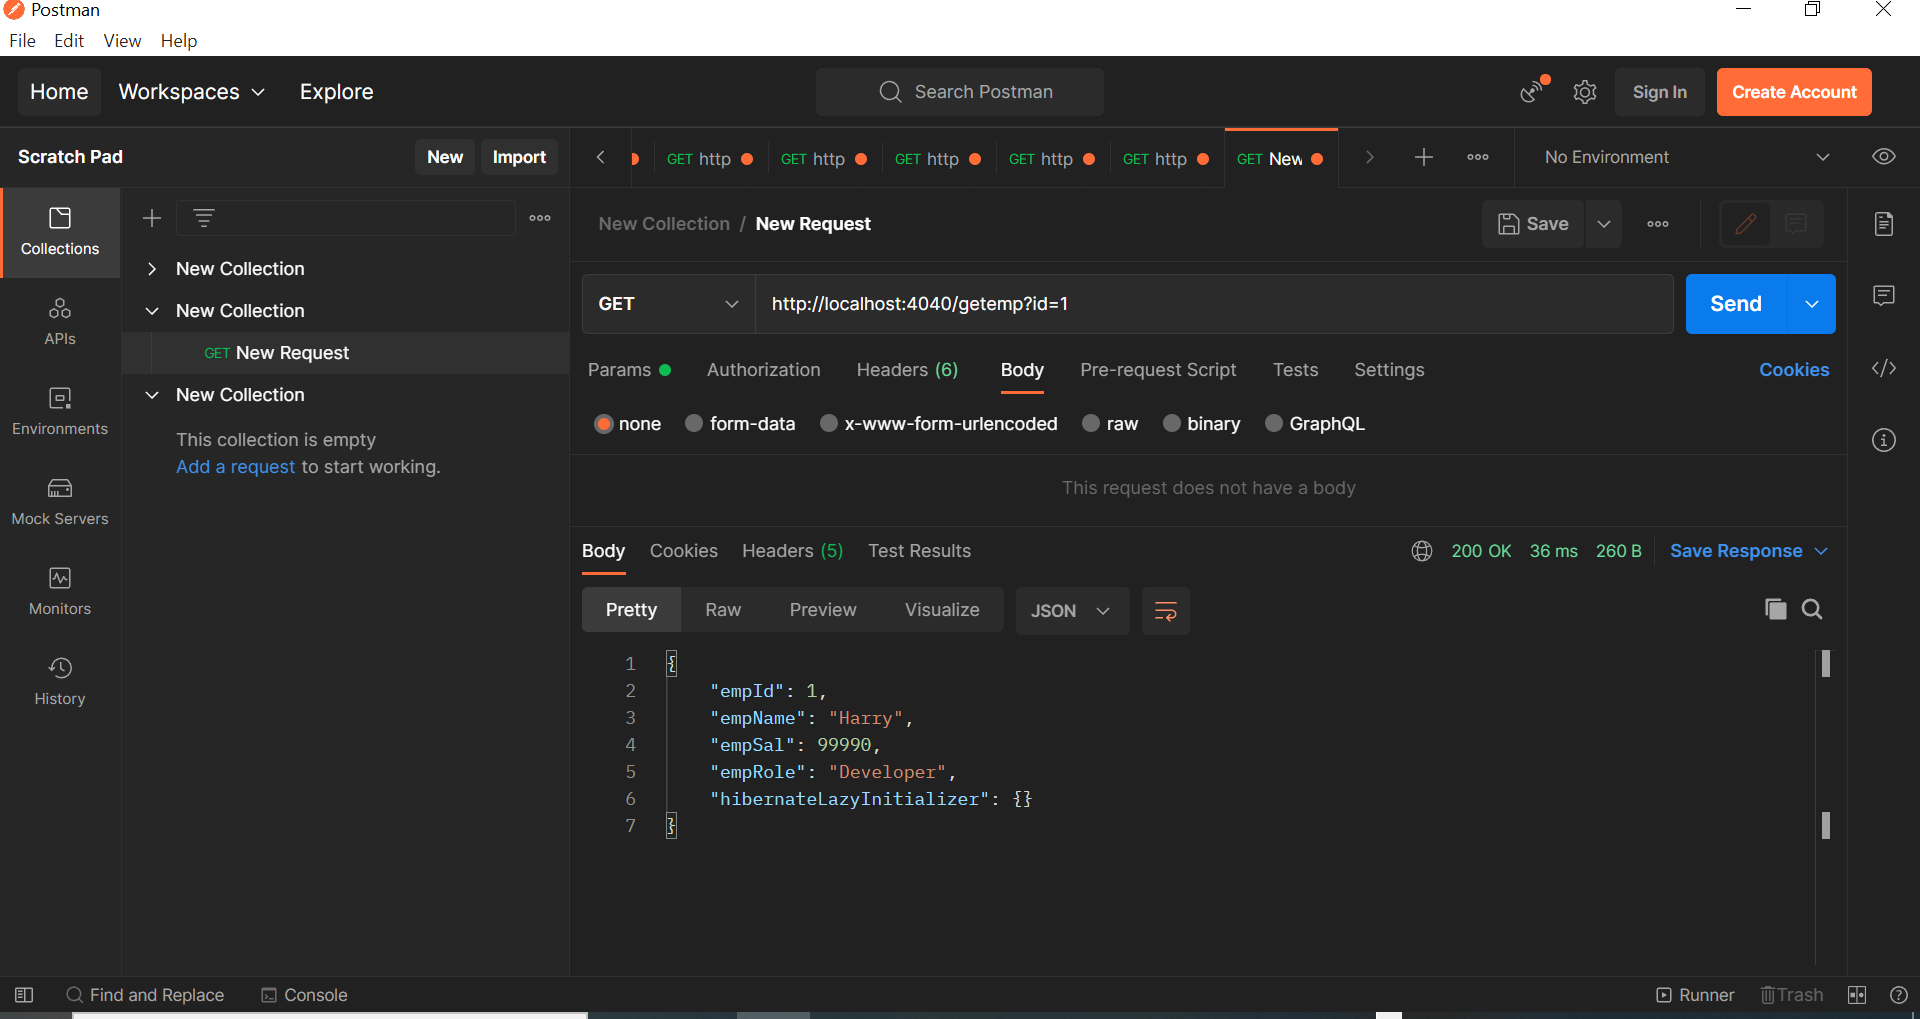 Postman
File Edit View Help
Home Workspaces Explore Search Postman Sign In Create Account
Scratch Pad New Import GET http GET http GET http GET http GET http GET New No Environment
New Collection / New Request Save
Collections
New Collection
New Collection
GET New Request
New Collection
This collection is empty
Add a request to start working.
APIs
Environments
Mock Servers
Monitors
History
GET http://localhost:4040/getemp?id=1 Send
Params Authorization Headers (6) Body Pre-request Script Tests Settings Cookies
none form-data x-www-form-urlencoded raw binary GraphQL
This request does not have a body
Body Cookies Headers (5) Test Results 200 OK 36 ms 260 B Save Response
Pretty Raw Preview Visualize JSON
1 {
2 "empId": 1,
3 "empName": "Harry",
4 "empSal": 99990,
5 "empRole": "Developer",
6 "hibernateLazyInitializer": {}
7 }
Find and Replace Console Runner Trash